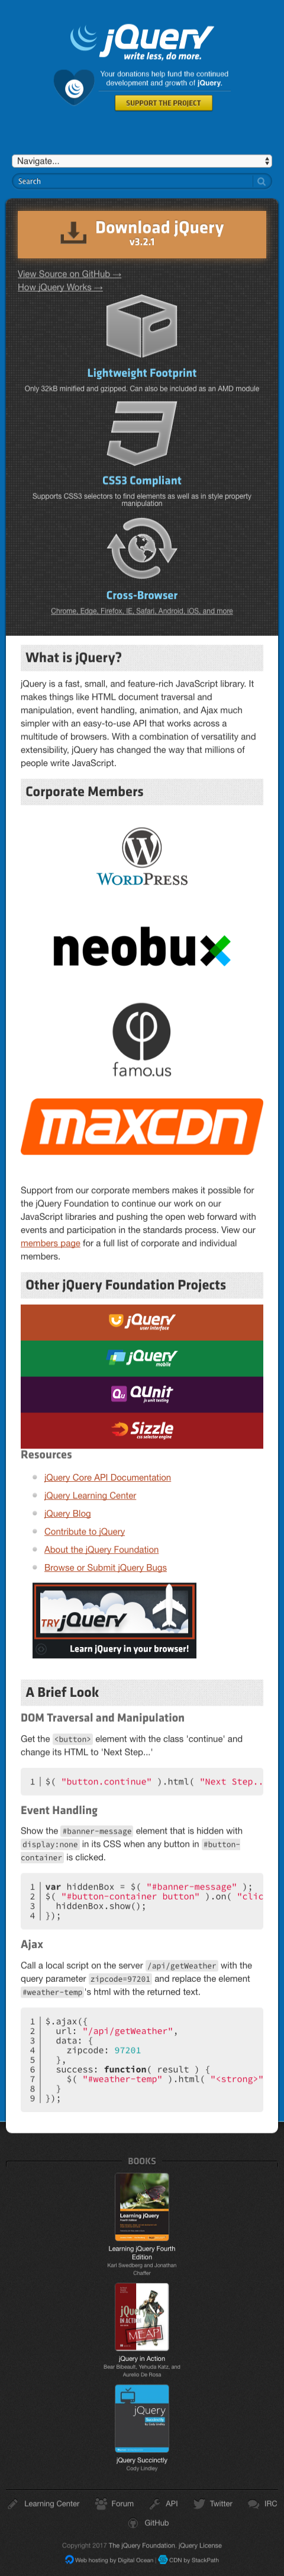 jQuery
write less, do more.
Your donations help fund the continued
development and growth of jQuery.
SUPPORT THE PROJECT
Navigate...
Search
Download jQuery
v3.2.1
View Source on GitHub →
How jQuery Works →
Lightweight Footprint
Only 32kB minified and gzipped. Can also be included as an AMD module
CSS3 Compliant
Supports CSS3 selectors to find elements as well as in style property
manipulation
Cross-Browser
Chrome, Edge, Firefox, IE, Safari, Android, iOS, and more
What is jQuery?
jQuery is a fast, small, and feature-rich JavaScript library. It
makes things like HTML document traversal and
manipulation, event handling, animation, and Ajax much
simpler with an easy-to-use API that works across a
multitude of browsers. With a combination of versatility and
extensibility, jQuery has changed the way that millions of
people write JavaScript.
Corporate Members
WORDPRESS
neobux
famo.us
maxcdn
Support from our corporate members makes it possible for
the jQuery Foundation to continue our work on our
JavaScript libraries and pushing the open web forward with
events and participation in the standards process. View our
members page for a full list of corporate and individual
members.
Other jQuery Foundation Projects
jQuery
user interface
jQuery
mobile
QUnit
js unit testing
Sizzle
css selector engine
Resources
jQuery Core API Documentation
jQuery Learning Center
jQuery Blog
Contribute to jQuery
About the jQuery Foundation
Browse or Submit jQuery Bugs
TRY jQuery
Learn jQuery in your browser!
A Brief Look
DOM Traversal and Manipulation
Get the <button> element with the class 'continue' and
change its HTML to 'Next Step...'
1 $( "button.continue" ).html( "Next Step..
Event Handling
Show the #banner-message element that is hidden with
display:none in its CSS when any button in #button-
container is clicked.
1 var hiddenBox = $( "#banner-message" );
2 $( "#button-container button" ).on( "clic
3 hiddenBox.show();
4 });
Ajax
Call a local script on the server /api/getWeather with the
query parameter zipcode=97201 and replace the element
#weather-temp 's html with the returned text.
1 $.ajax({
2 url: "/api/getWeather",
3 data: {
4 zipcode: 97201
5 },
6 success: function( result ) {
7 $( "#weather-temp" ).html( "<strong>"
8 }
9 });
BOOKS
Learning jQuery
Learning jQuery Fourth
Edition
Karl Swedberg and Jonathan
Chaffer
jQuery
IN ACTION
MEAP
jQuery in Action
Bear Bibeault, Yehuda Katz, and
Aurelio De Rosa
jQuery
jQuery Succinctly
Cody Lindley
Learning Center
Forum
API
Twitter
IRC
GitHub
Copyright 2017 The jQuery Foundation. jQuery License
Web hosting by Digital Ocean | CDN by StackPath